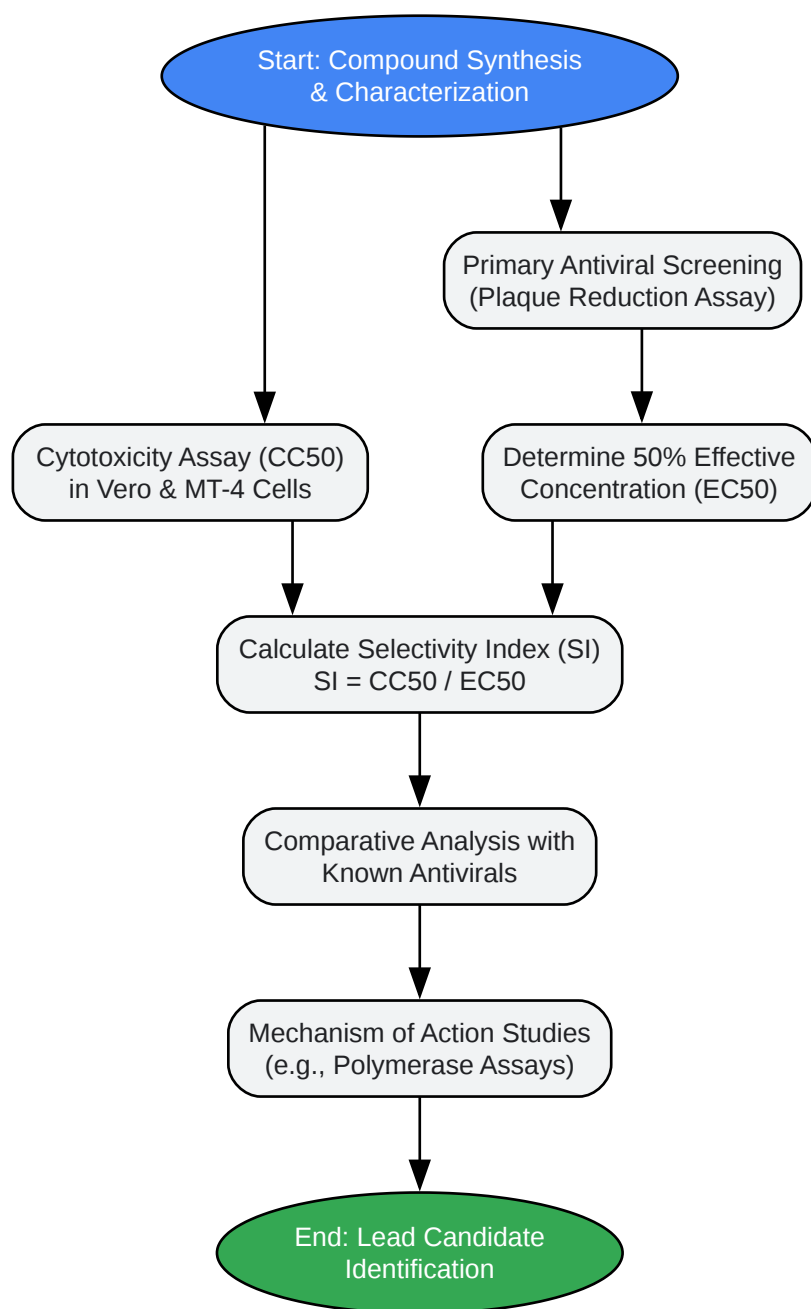 Start: Compound Synthesis
& Characterization
Primary Antiviral Screening
(Plaque Reduction Assay)
Cytotoxicity Assay (CC50)
in Vero & MT-4 Cells
Determine 50% Effective
Concentration (EC50)
Calculate Selectivity Index (SI)
SI = CC50 / EC50
Comparative Analysis with
Known Antivirals
Mechanism of Action Studies
(e.g., Polymerase Assays)
End: Lead Candidate
Identification